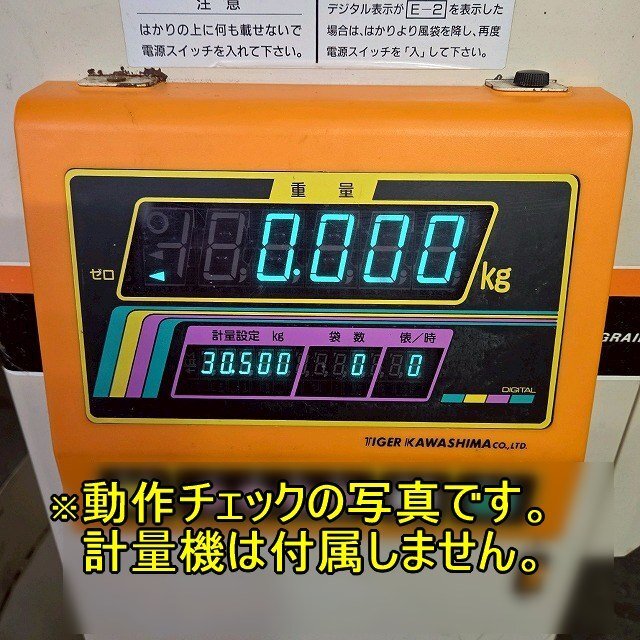 注意
はかりの上に何も載せないで
電源スイッチを入れて下さい。
デジタル表示が E-2 を表示した
場合は、はかりより風袋を降し、再度
電源スイッチを「入」して下さい。
重量
ゼロ
0.000 kg
計量設定 kg 袋数 俵/時
30.500 0 0
DIGITAL
TIGER KAWASHIMA CO., LTD.
GRAIN
※動作チェックの写真です。
計量機は付属しません。